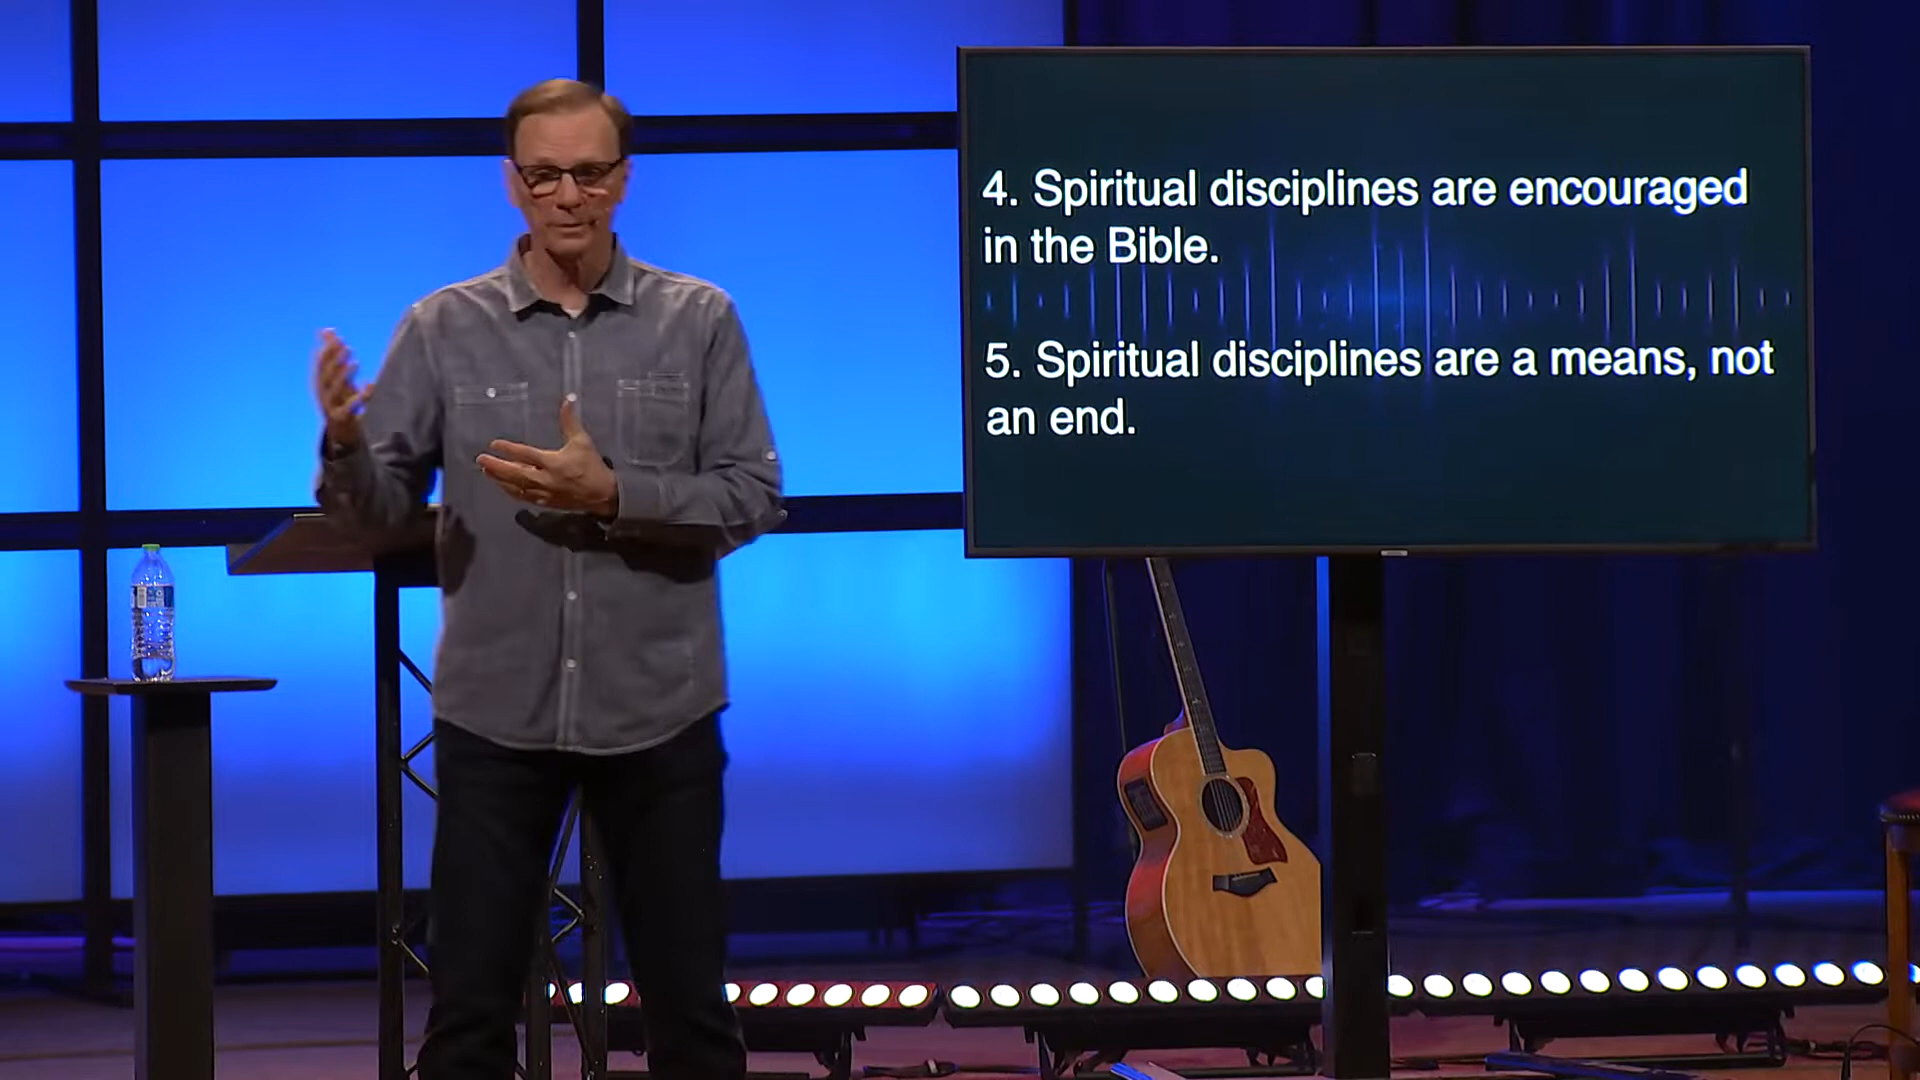 4. Spiritual disciplines are encouraged
in the Bible.
5. Spiritual disciplines are a means, not
an end.